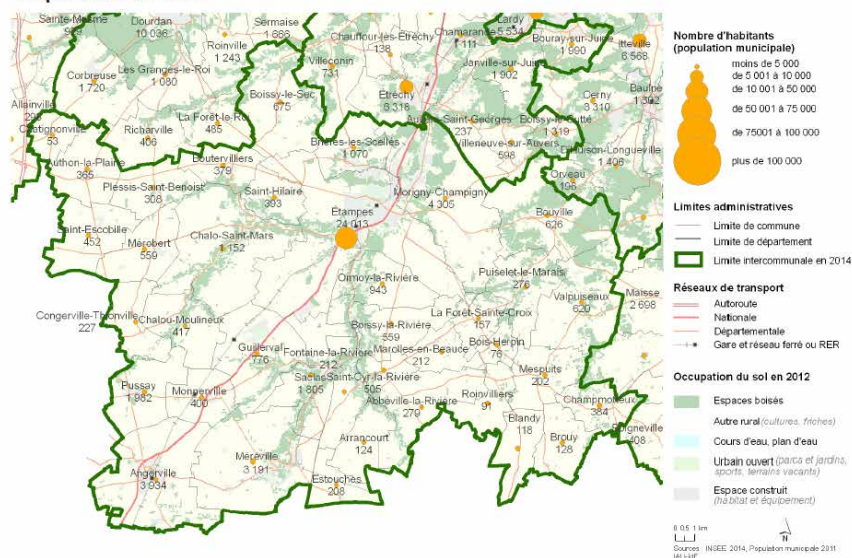 Sainte-Mesme
Dourdan
10 036
Sermaise
1 666
Roinville
1 243
Corbreuse
1 720
Les Granges-le-Roi
1 080
Allainville
Chatignonville
53
Richarville
406
La Forêt-le-Roi
485
Boissy-le-Sec
675
Villeconin
731
Chauffour-lès-Étréchy
138
Étréchy
6 316
Chamarande
1 111
Lardy
5 534
Janville-sur-Juine
1 902
Bouray-sur-Juine
1 990
Itteville
6 568
Cerny
3 310
Baulne
1 302
Auvers-Saint-Georges
237
Boissy-le-Cutté
1 319
Villeneuve-sur-Auvers
598
D'Huison-Longueville
1 406
Orveau
196
Authon-la-Plaine
365
Boutervilliers
379
Brières-les-Scellés
1 070
Plessis-Saint-Benoist
308
Saint-Hilaire
393
Morigny-Champigny
4 305
Étampes
24 013
Bouville
626
Saint-Escobille
452
Mérobert
559
Chalo-Saint-Mars
1 152
Ormoy-la-Rivière
943
Puiselet-le-Marais
276
Valpuiseaux
620
Maisse
2 698
Congerville-Thionville
227
Chalou-Moulineux
417
Boissy-la-Rivière
559
La Forêt-Sainte-Croix
157
Guillerval
776
Fontaine-la-Rivière
212
Marolles-en-Beauce
212
Bois-Herpin
76
Mespuits
202
Pussay
1 982
Monnerville
400
Saclas
1 805
Saint-Cyr-la-Rivière
505
Abbéville-la-Rivière
279
Roinvilliers
91
Champmotteux
384
Blandy
118
Brouy
128
Buigneville
408
Arrancourt
124
Méréville
3 191
Angerville
3 934
Estouches
208
Nombre d'habitants
(population municipale)
moins de 5 000
de 5 001 à 10 000
de 10 001 à 50 000
de 50 001 à 75 000
de 75001 à 100 000
plus de 100 000
Limites administratives
Limite de commune
Limite de département
Limite intercommunale en 2014
Réseaux de transport
Autoroute
Nationale
Départementale
Gare et réseau ferré ou RER
Occupation du sol en 2012
Espaces boisés
Autre rural (cultures, friches)
Cours d'eau, plan d'eau
Urbain ouvert (parcs et jardins,
sports, terrains vacants)
Espace construit
(habitat et équipement)
0 0.5 1 km
N
Sources : INSEE 2014, Population municipale 2011